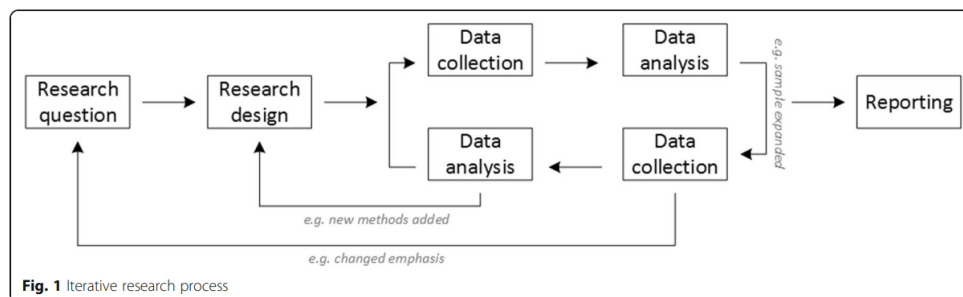 Research
question
Research
design
Data
collection
Data
analysis
e.g. sample expanded
Reporting
Data
analysis
Data
collection
e.g. new methods added
e.g. changed emphasis
Fig. 1 Iterative research process